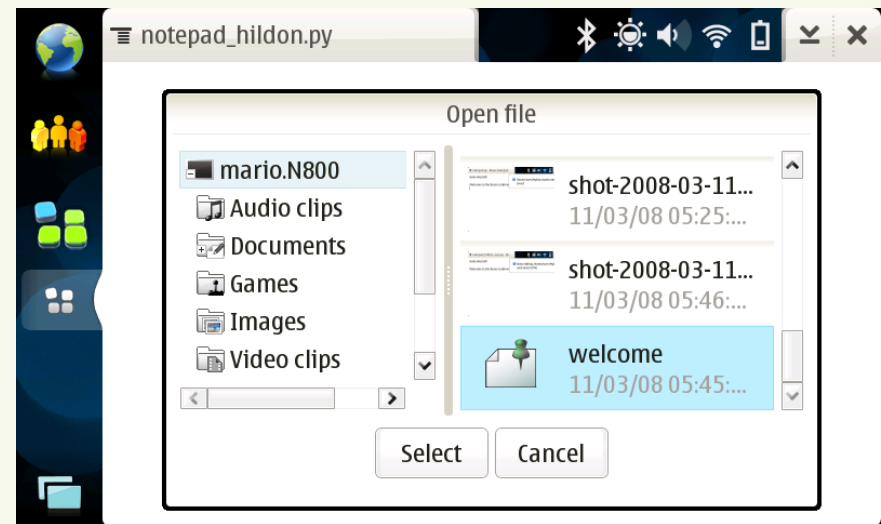 notepad_hildon.py
Open file
mario.N800
Audio clips
Documents
Games
Images
Video clips
shot-2008-03-11...
11/03/08 05:25:...
shot-2008-03-11...
11/03/08 05:46:...
welcome
11/03/08 05:45:...
Select
Cancel